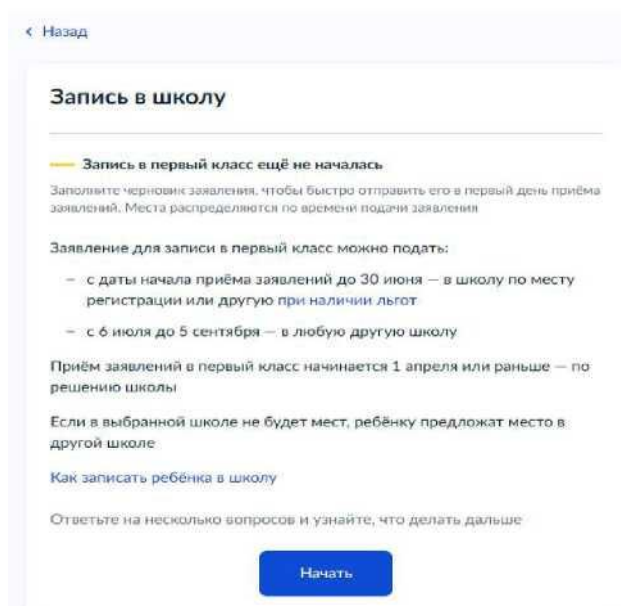 Назад
Запись в школу
Запись в первый класс ещё не началась
Заполните черновик заявления, чтобы быстро отправить его в первый день приёма
заявлений. Места распределяются по времени подачи заявления
Заявление для записи в первый класс можно подать:
– с даты начала приёма заявлений до 30 июня — в школу по месту
регистрации или другую при наличии льгот
– с 6 июля до 5 сентября — в любую другую школу
Приём заявлений в первый класс начинается 1 апреля или раньше — по
решению школы
Если в выбранной школе не будет мест, ребёнку предложат место в
другой школе
Как записать ребёнка в школу
Ответьте на несколько вопросов и узнайте, что делать дальше
Начать